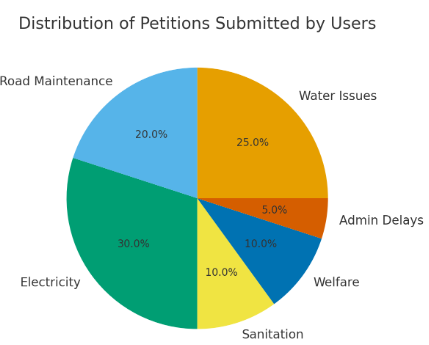 Distribution of Petitions Submitted by Users
Road Maintenance
Water Issues
20.0%
25.0%
5.0%
Admin Delays
30.0%
10.0%
10.0%
Electricity
Welfare
Sanitation